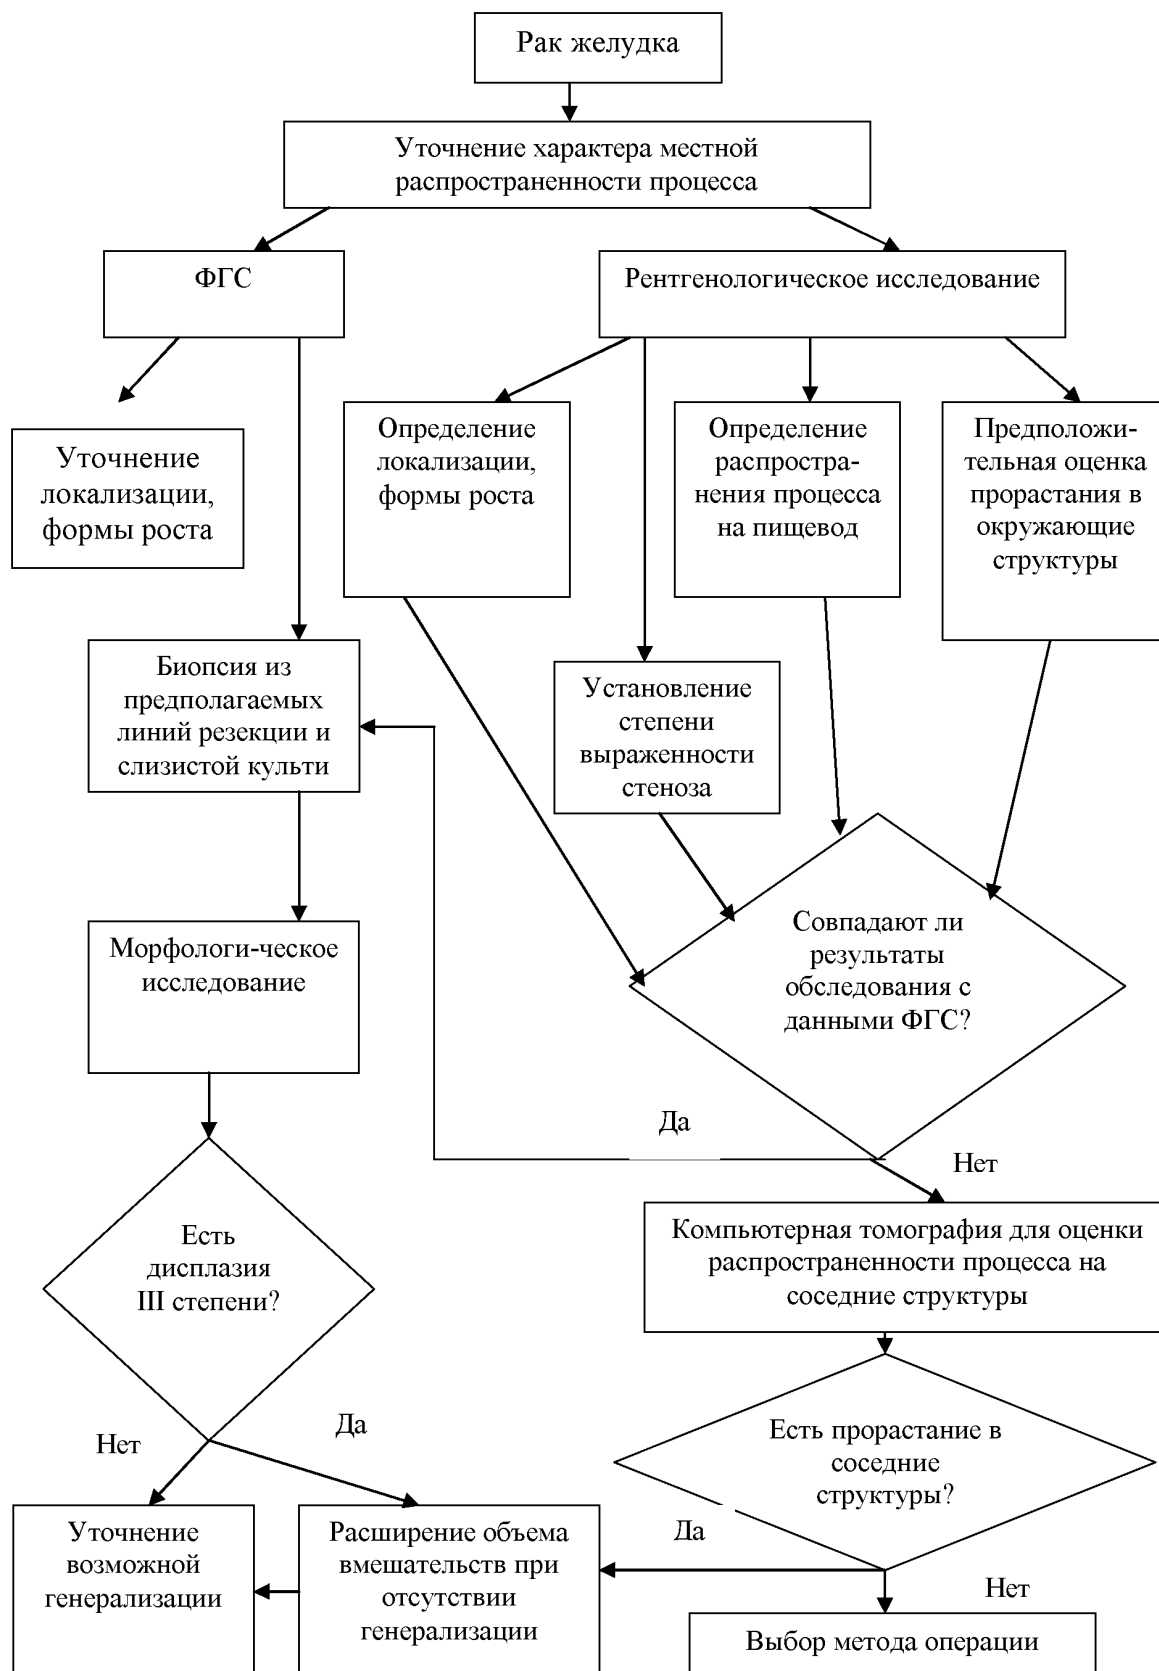 Рак желудка
Уточнение характера местной
распространенности процесса
ФГС
Рентгенологическое исследование
Уточнение
локализации,
формы роста
Определение
локализации,
формы роста
Определение
распростра-
нения процесса
на пищевод
Предположи-
тельная оценка
прорастания в
окружающие
структуры
Биопсия из
предполагаемых
линий резекции и
слизистой культи
Установление
степени
выраженности
стеноза
Морфологи-ческое
исследование
Совпадают ли
результаты
обследования с
данными ФГС?
Да
Нет
Есть
дисплазия
III степени?
Компьютерная томография для оценки
распространенности процесса на
соседние структуры
Нет
Да
Есть прорастание в
соседние
структуры?
Уточнение
возможной
генерализации
Расширение объема
вмешательств при
отсутствии
генерализации
Да
Нет
Выбор метода операции